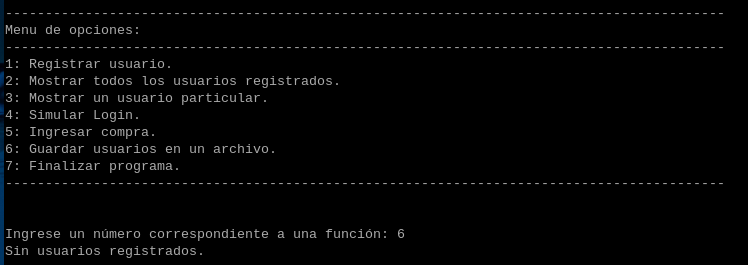 ------------------------------------------------------------------------------------------
Menu de opciones:
------------------------------------------------------------------------------------------
1: Registrar usuario.
2: Mostrar todos los usuarios registrados.
3: Mostrar un usuario particular.
4: Simular Login.
5: Ingresar compra.
6: Guardar usuarios en un archivo.
7: Finalizar programa.
------------------------------------------------------------------------------------------
Ingrese un número correspondiente a una función: 6
Sin usuarios registrados.